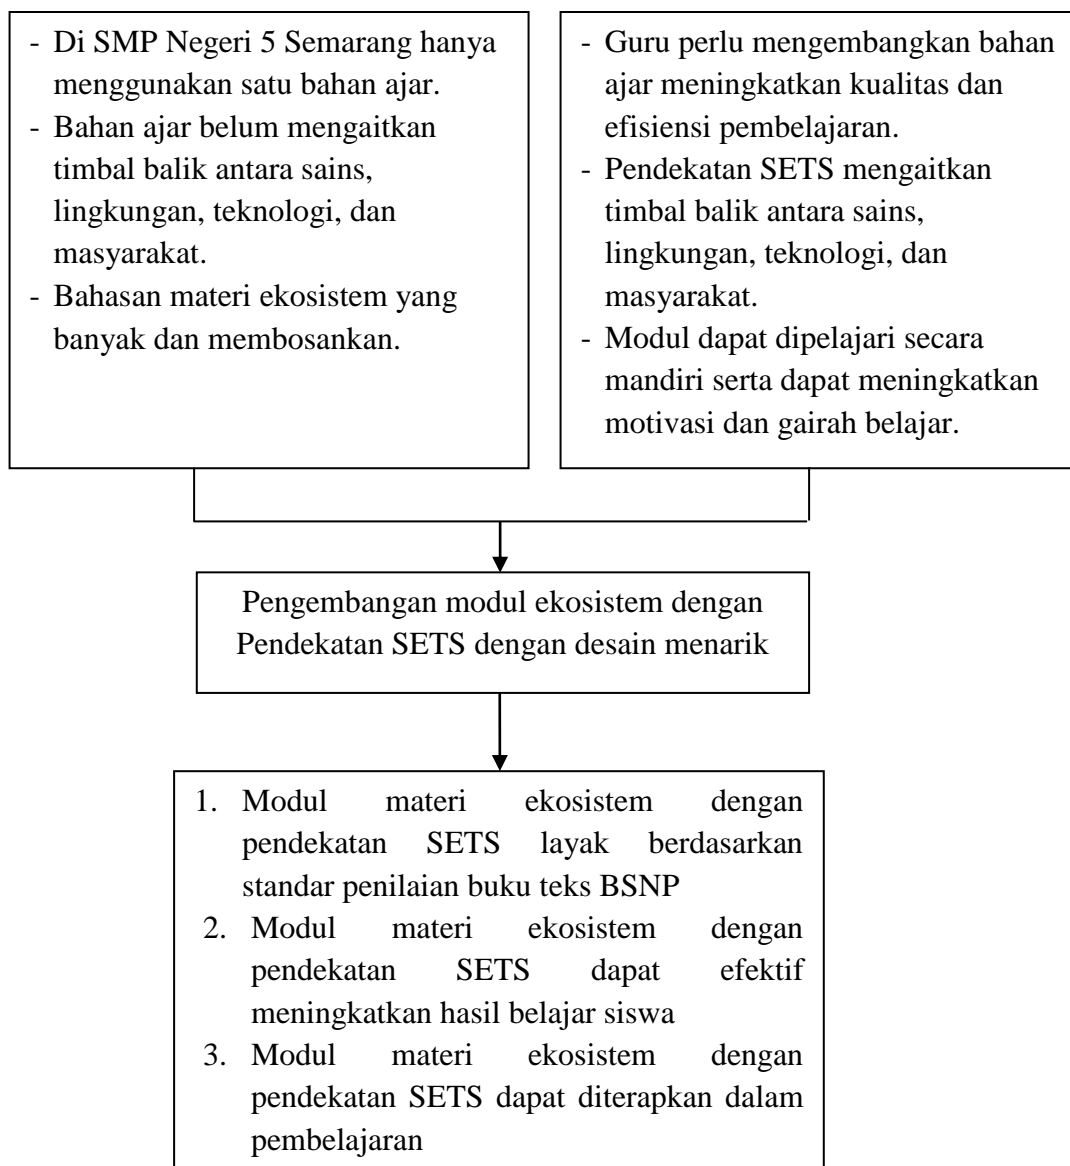 - Di SMP Negeri 5 Semarang hanya
menggunakan satu bahan ajar.
- Bahan ajar belum mengaitkan
timbal balik antara sains,
lingkungan, teknologi, dan
masyarakat.
- Bahasan materi ekosistem yang
banyak dan membosankan.
- Guru perlu mengembangkan bahan
ajar meningkatkan kualitas dan
efisiensi pembelajaran.
- Pendekatan SETS mengaitkan
timbal balik antara sains,
lingkungan, teknologi, dan
masyarakat.
- Modul dapat dipelajari secara
mandiri serta dapat meningkatkan
motivasi dan gairah belajar.
Pengembangan modul ekosistem dengan
Pendekatan SETS dengan desain menarik
1. Modul materi ekosistem dengan
pendekatan SETS layak berdasarkan
standar penilaian buku teks BSNP
2. Modul materi ekosistem dengan
pendekatan SETS dapat efektif
meningkatkan hasil belajar siswa
3. Modul materi ekosistem dengan
pendekatan SETS dapat diterapkan dalam
pembelajaran